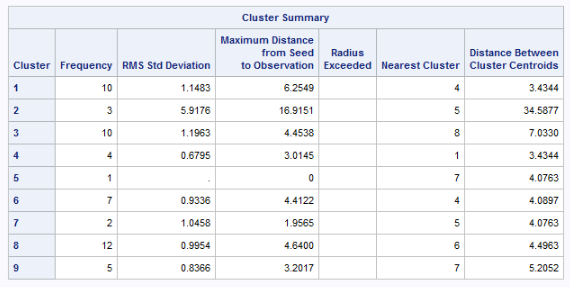 Cluster Summary
Cluster Frequency RMS Std Deviation Maximum Distance from Seed to Observation Radius Exceeded Nearest Cluster Distance Between Cluster Centroids
1 10 1.1483 6.2549 4 3.4344
2 3 5.9176 16.9151 5 34.5877
3 10 1.1963 4.4538 8 7.0330
4 4 0.6795 3.0145 1 3.4344
5 1 . 0 7 4.0763
6 7 0.9336 4.4122 4 4.0897
7 2 1.0458 1.9565 5 4.0763
8 12 0.9954 4.6400 6 4.4963
9 5 0.8366 3.2017 7 5.2052